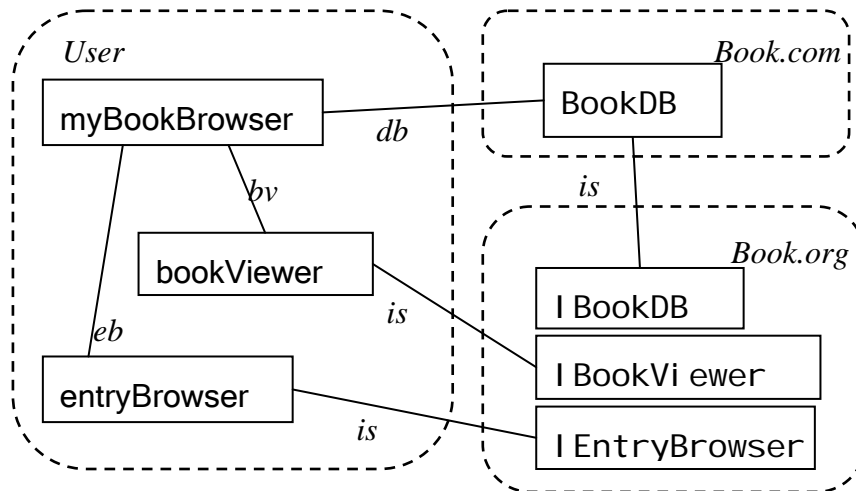 User
Book.com
myBookBrowser
BookDB
db
is
bv
Book.org
bookViewer
IBookDB
is
eb
IBookViewer
entryBrowser
is
IEntryBrowser